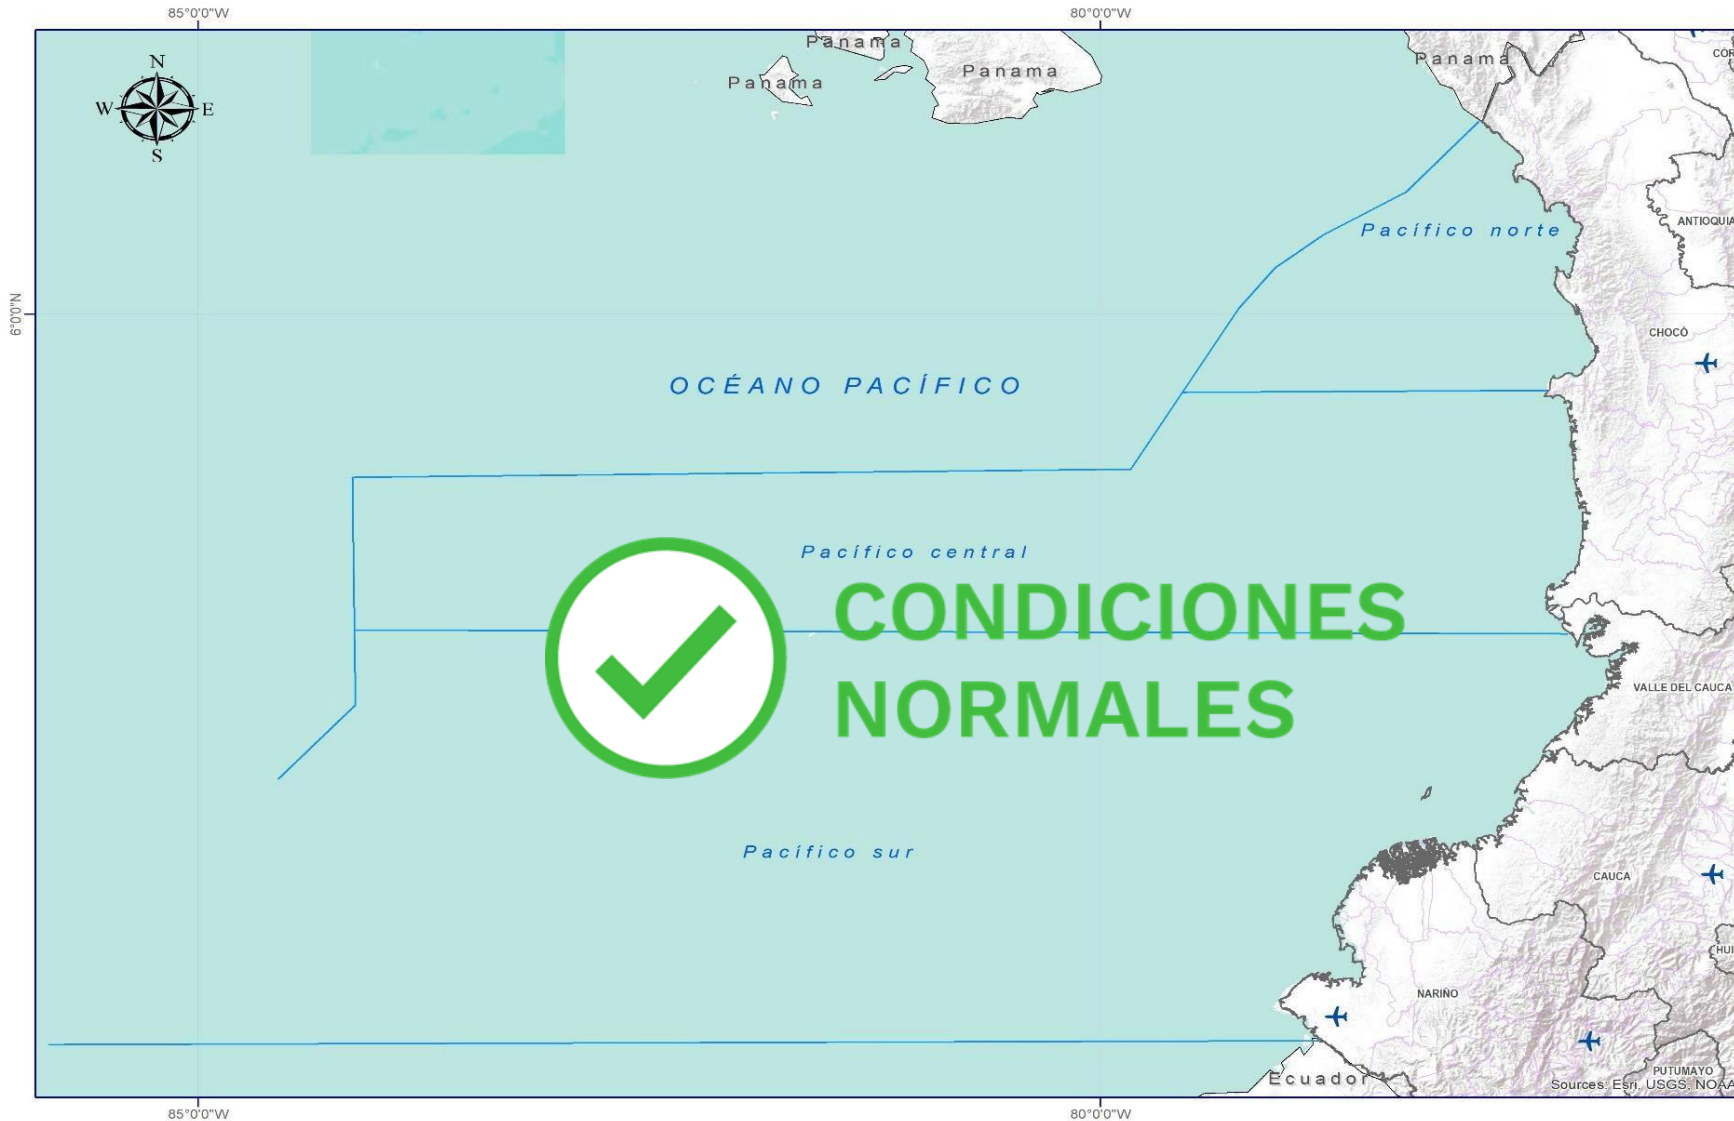 85°0'0"W
80°0'0"W
N
W
E
S
Panama
Panama
Panama
Panama
CÓR
Pacífico norte
ANTIOQUIA
6°0'0"N
CHOCÓ
OCÉANO PACÍFICO
Pacífico central
CONDICIONES
NORMALES
VALLE DEL CAUCA
Pacífico sur
CAUCA
HUI
NARIÑO
PUTUMAYO
Ecuador
Sources: Esri, USGS, NOAA
85°0'0"W
80°0'0"W